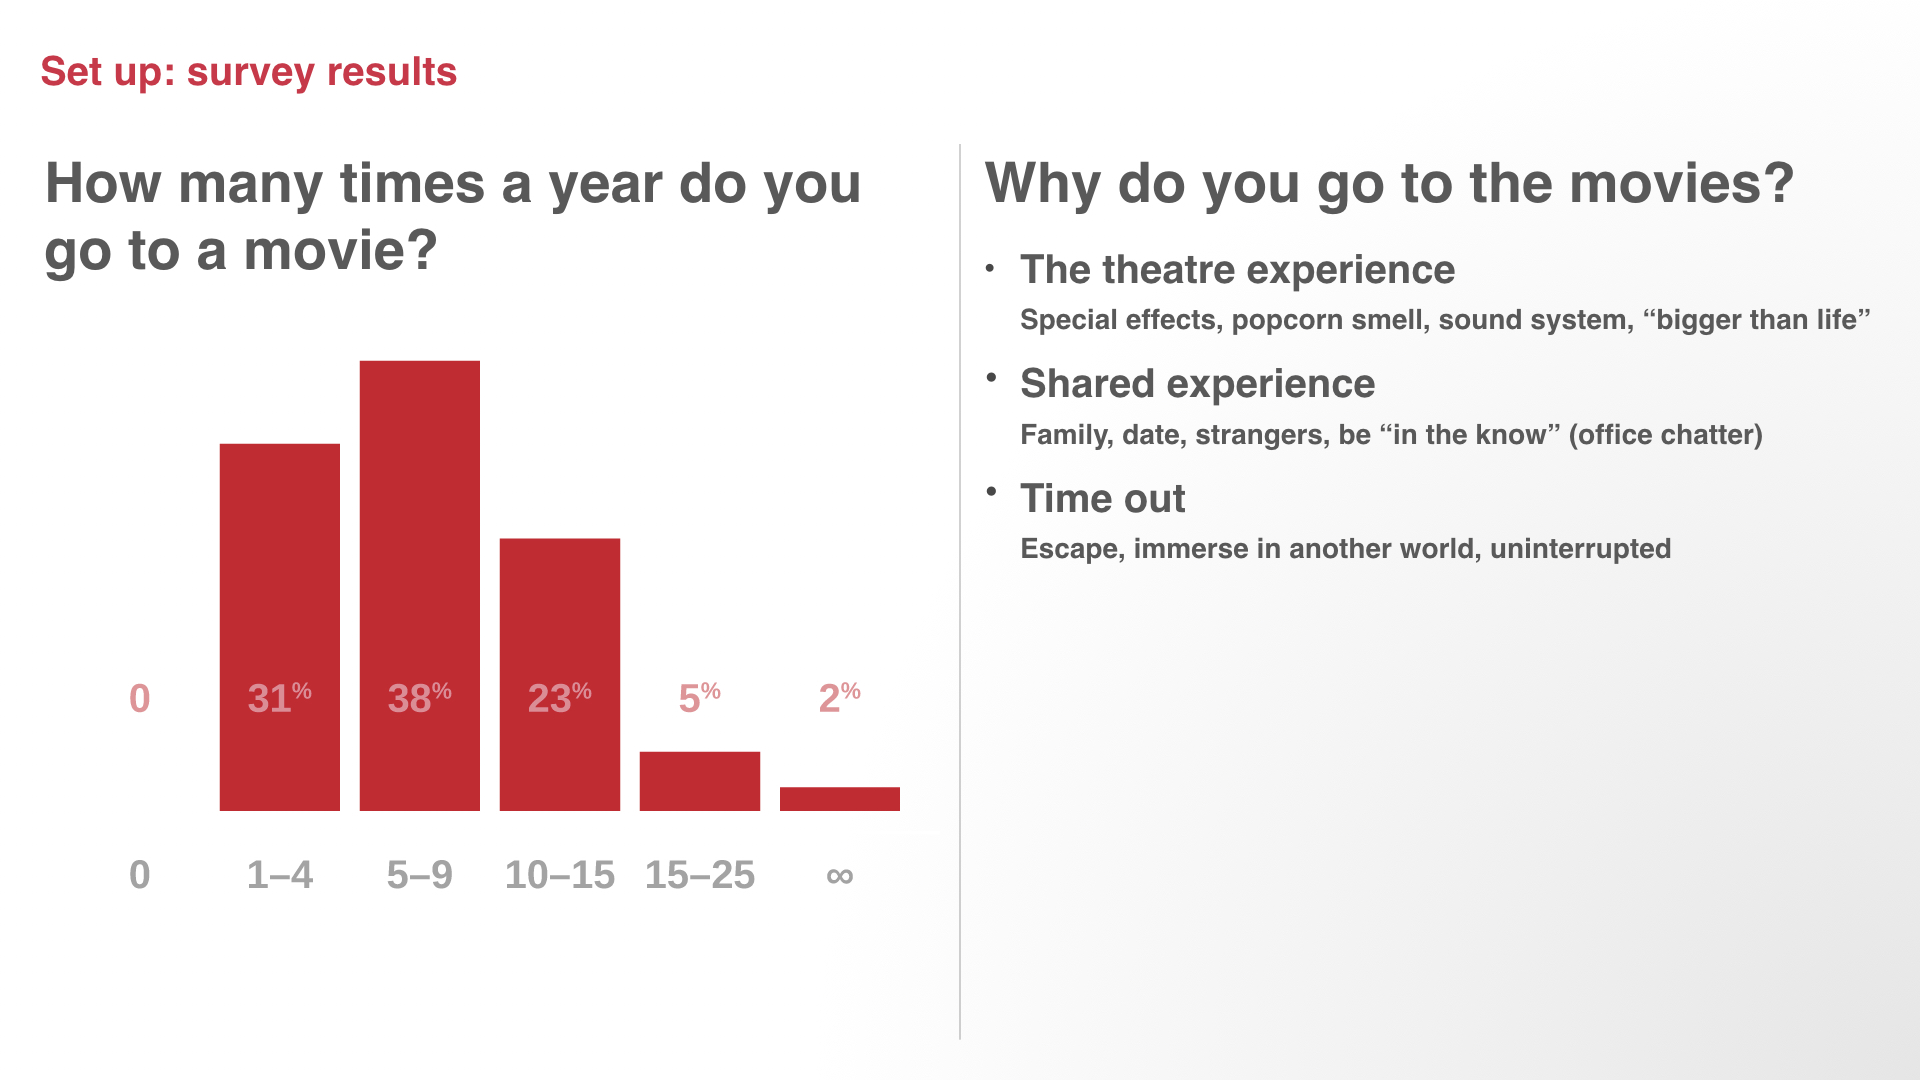 Set up: survey results
How many times a year do you
go to a movie?
0 31% 38% 23% 5% 2%
0 1–4 5–9 10–15 15–25 ∞
Why do you go to the movies?
• The theatre experience
Special effects, popcorn smell, sound system, “bigger than life”
• Shared experience
Family, date, strangers, be “in the know” (office chatter)
• Time out
Escape, immerse in another world, uninterrupted